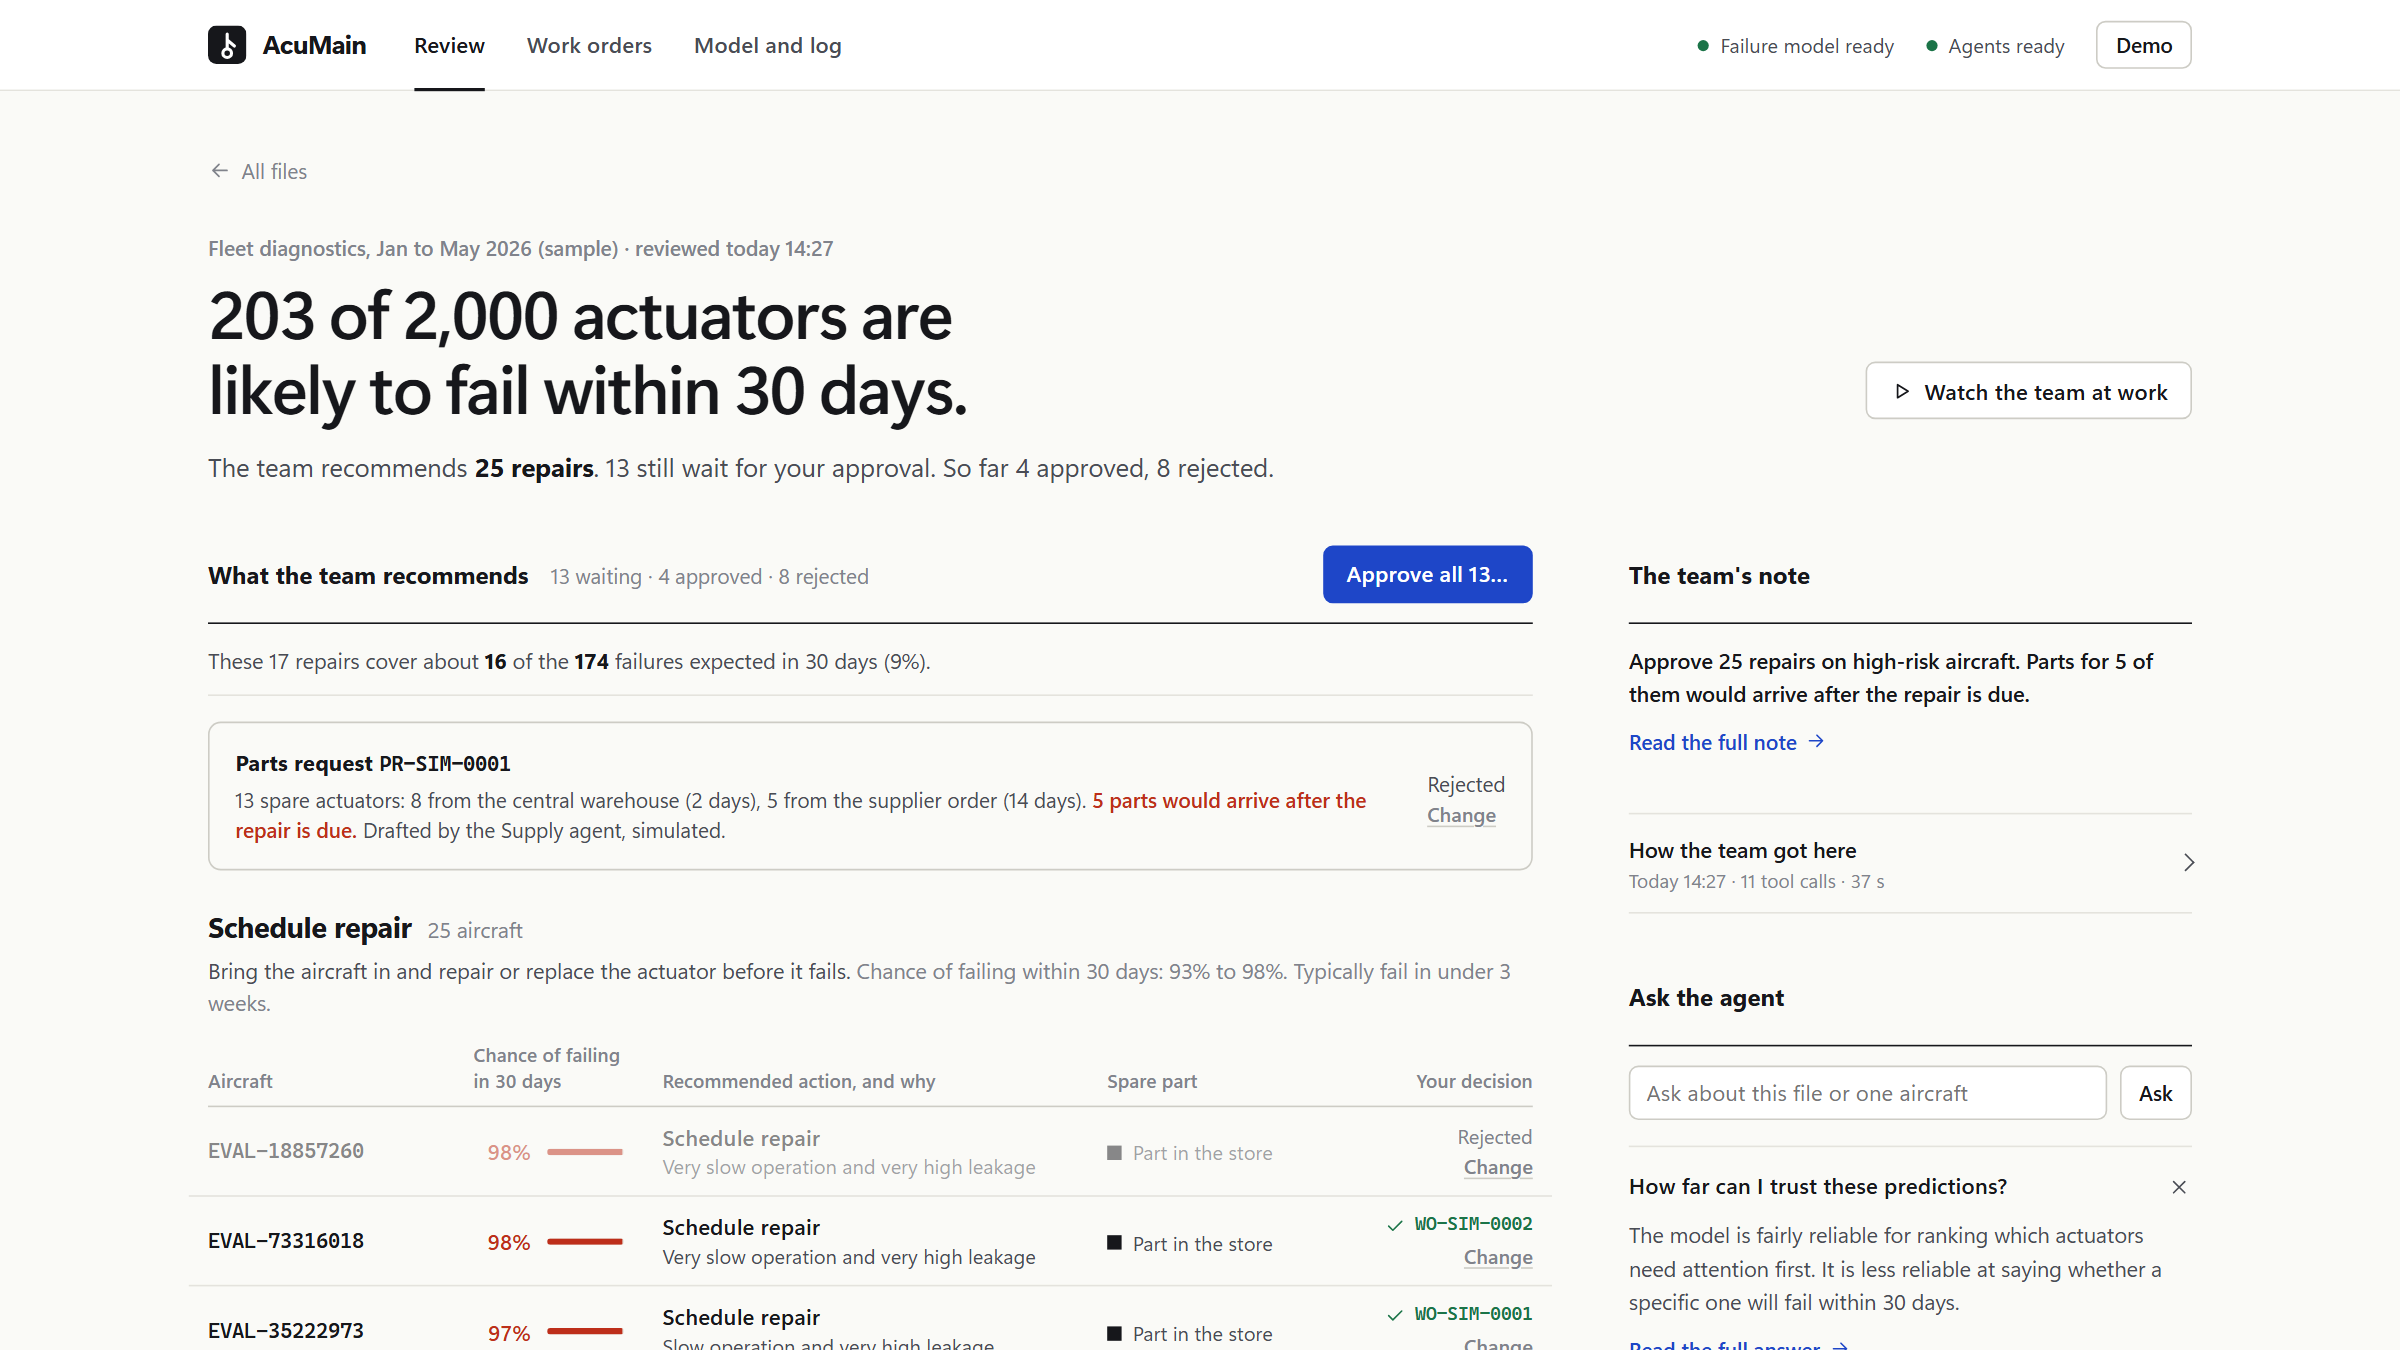 AcuMain
Review
Work orders
Model and log
Failure model ready
Agents ready
Demo
← All files
Fleet diagnostics, Jan to May 2026 (sample) · reviewed today 14:27
203 of 2,000 actuators are
likely to fail within 30 days.
Watch the team at work
The team recommends 25 repairs. 13 still wait for your approval. So far 4 approved, 8 rejected.
What the team recommends 13 waiting · 4 approved · 8 rejected
Approve all 13...
These 17 repairs cover about 16 of the 174 failures expected in 30 days (9%).
Parts request PR-SIM-0001
13 spare actuators: 8 from the central warehouse (2 days), 5 from the supplier order (14 days). 5 parts would arrive after the
repair is due. Drafted by the Supply agent, simulated.
Rejected
Change
Schedule repair 25 aircraft
Bring the aircraft in and repair or replace the actuator before it fails. Chance of failing within 30 days: 93% to 98%. Typically fail in under 3
weeks.
Aircraft
Chance of failing
in 30 days
Recommended action, and why
Spare part
Your decision
EVAL-18857260
98%
Schedule repair
Very slow operation and very high leakage
Part in the store
Rejected
Change
EVAL-73316018
98%
Schedule repair
Very slow operation and very high leakage
Part in the store
✓ WO-SIM-0002
Change
EVAL-35222973
97%
Schedule repair
Slow operation and very high leakage
Part in the store
✓ WO-SIM-0001
Change
The team's note
Approve 25 repairs on high-risk aircraft. Parts for 5 of
them would arrive after the repair is due.
Read the full note →
How the team got here
Today 14:27 · 11 tool calls · 37 s
Ask the agent
Ask about this file or one aircraft
Ask
How far can I trust these predictions?
The model is fairly reliable for ranking which actuators
need attention first. It is less reliable at saying whether a
specific one will fail within 30 days.
Read the full answer →